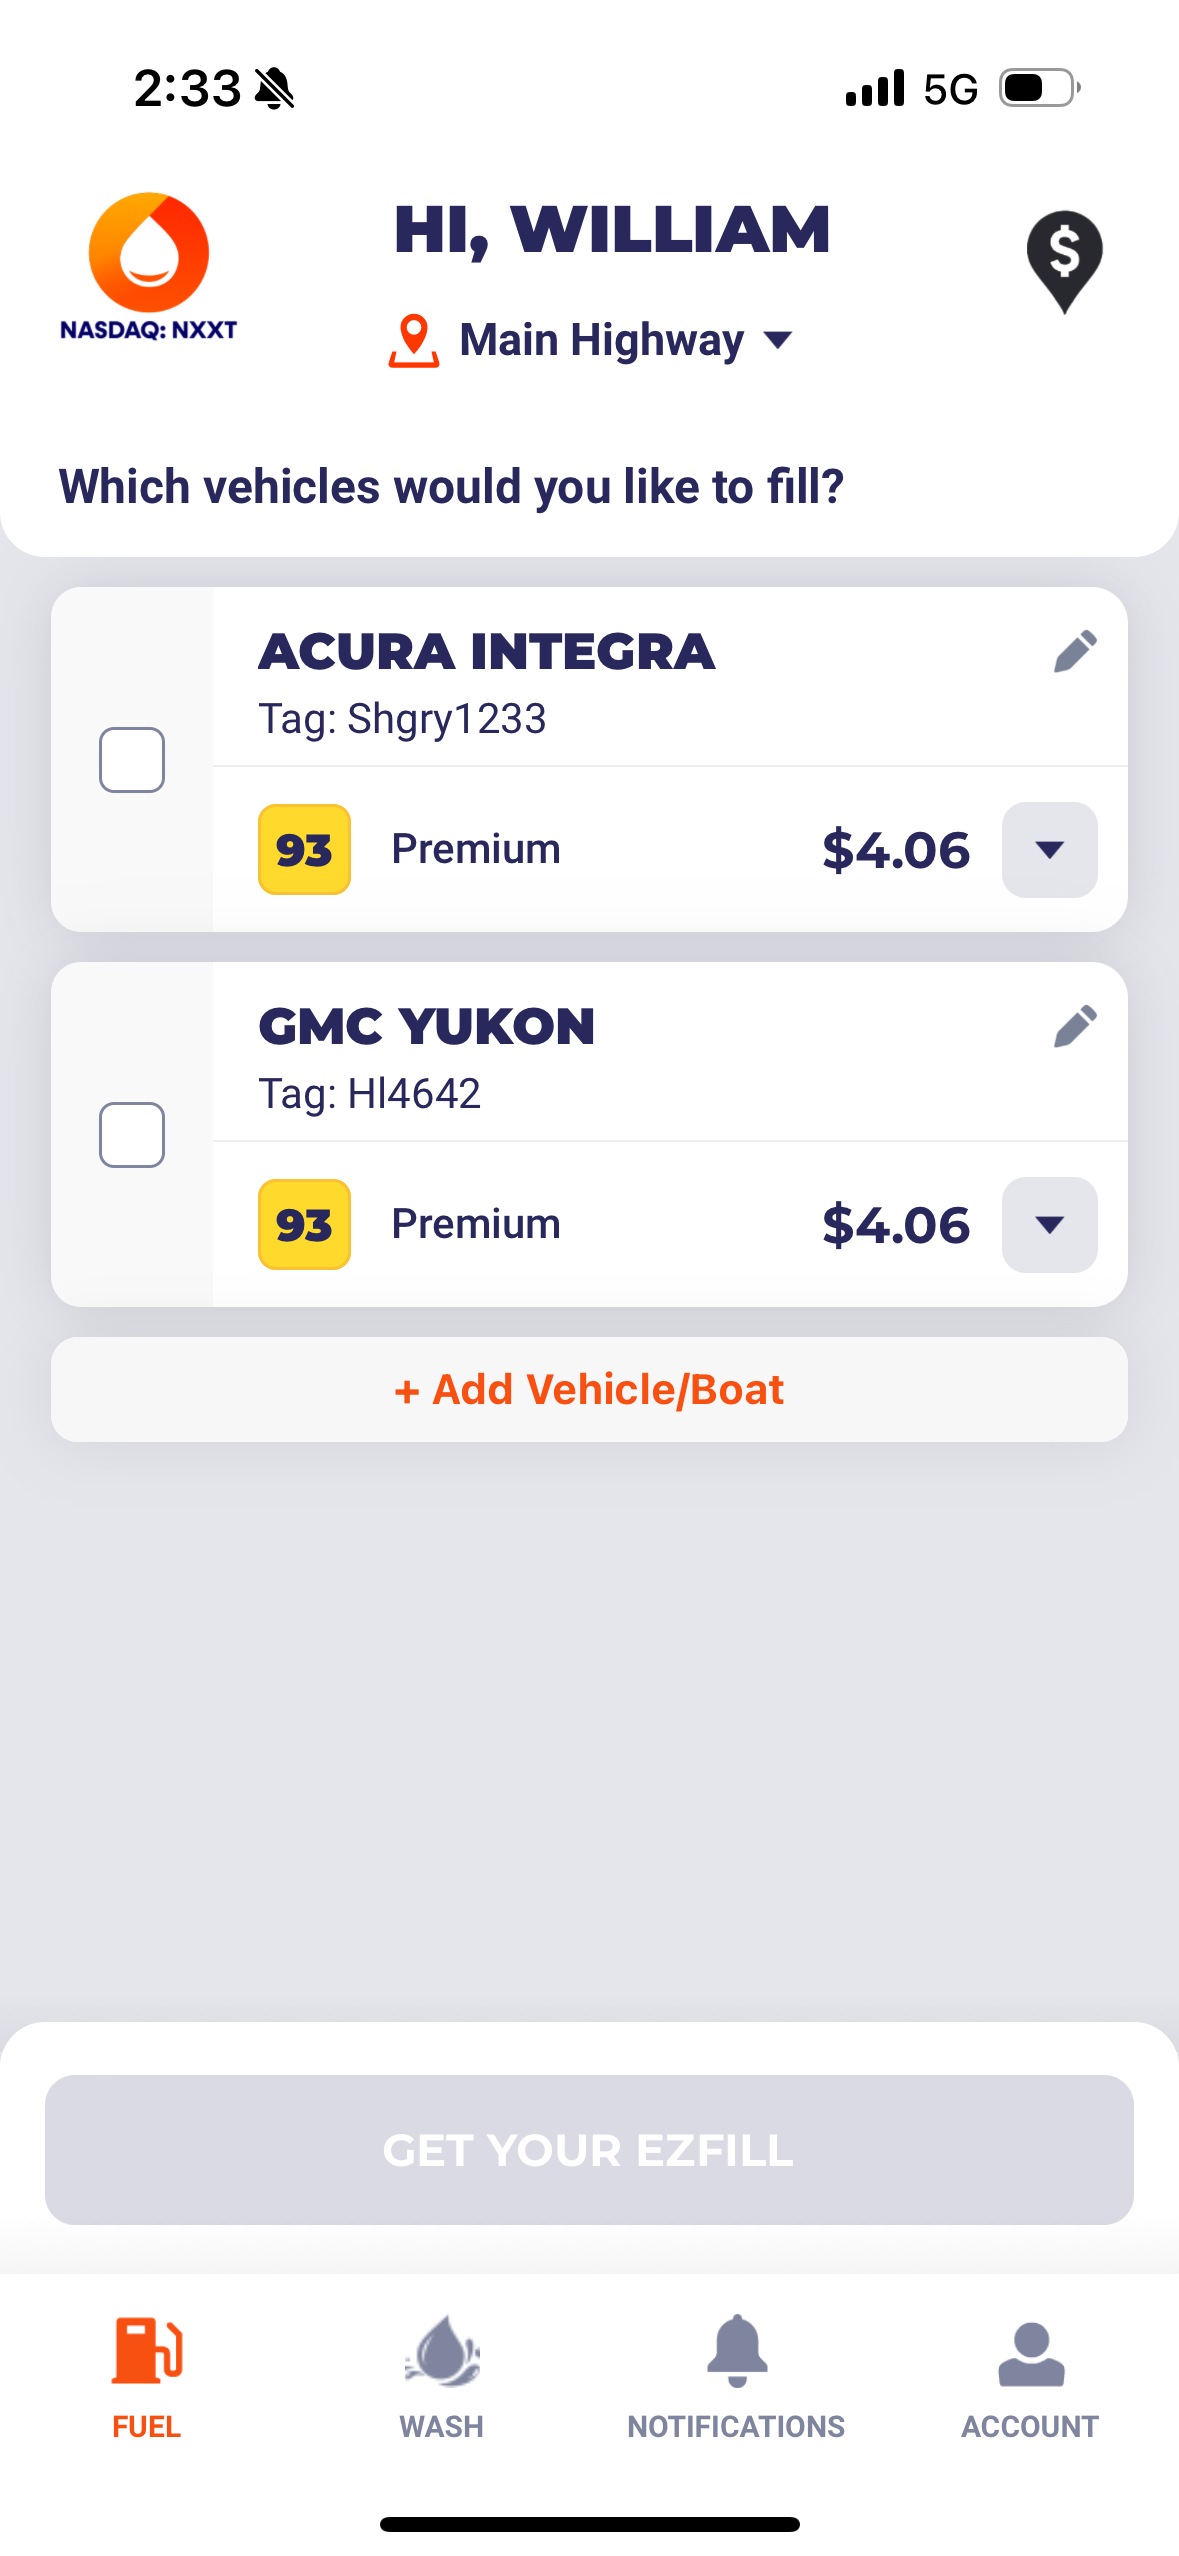 2:33
5G
NASDAQ: NXXT
HI, WILLIAM
$
Main Highway
Which vehicles would you like to fill?
ACURA INTEGRA
Tag: Shgry1233
93 Premium $4.06
GMC YUKON
Tag: Hl4642
93 Premium $4.06
+ Add Vehicle/Boat
GET YOUR EZFILL
FUEL WASH NOTIFICATIONS ACCOUNT